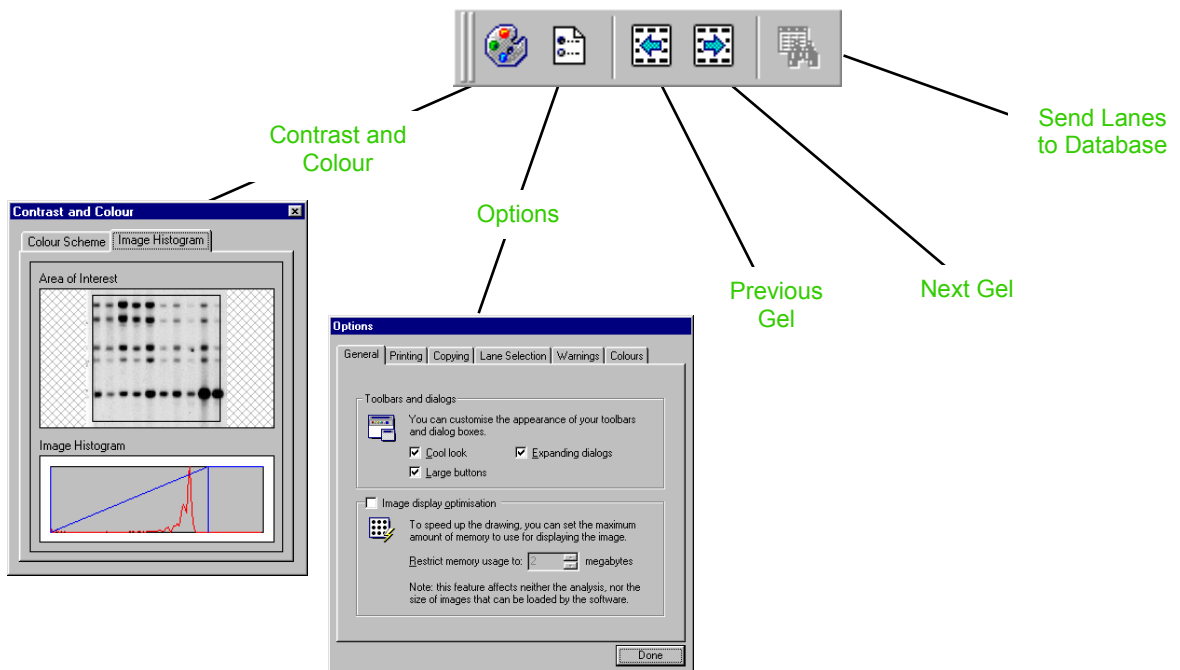 Contrast and
Colour
Options
Previous
Gel
Next Gel
Send Lanes
to Database
Contrast and Colour
Colour Scheme
Image Histogram
Area of Interest
Image Histogram
Options
General
Printing
Copying
Lane Selection
Warnings
Colours
Toolbars and dialogs
You can customise the appearance of your toolbars
and dialog boxes.
Cool look
Expanding dialogs
Large buttons
Image display optimisation
To speed up the drawing, you can set the maximum
amount of memory to use for displaying the image.
Restrict memory usage to: 2 megabytes
Note: this feature affects neither the analysis, nor the
size of images that can be loaded by the software.
Done